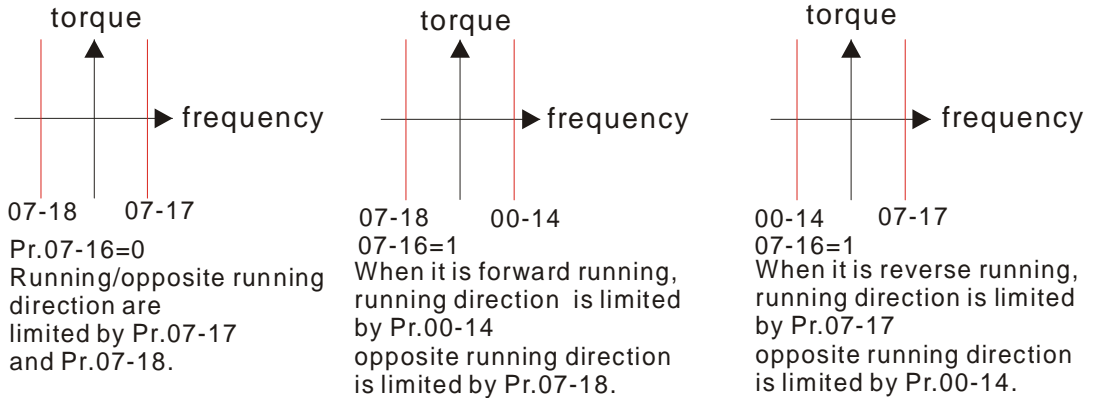 torque
frequency
07-18 07-17
Pr.07-16=0
Running/opposite running
direction are
limited by Pr.07-17
and Pr.07-18.
torque
frequency
07-18 00-14
07-16=1
When it is forward running,
running direction is limited
by Pr.00-14
opposite running direction
is limited by Pr.07-18.
torque
frequency
00-14 07-17
07-16=1
When it is reverse running,
running direction is limited
by Pr.07-17
opposite running direction
is limited by Pr.00-14.